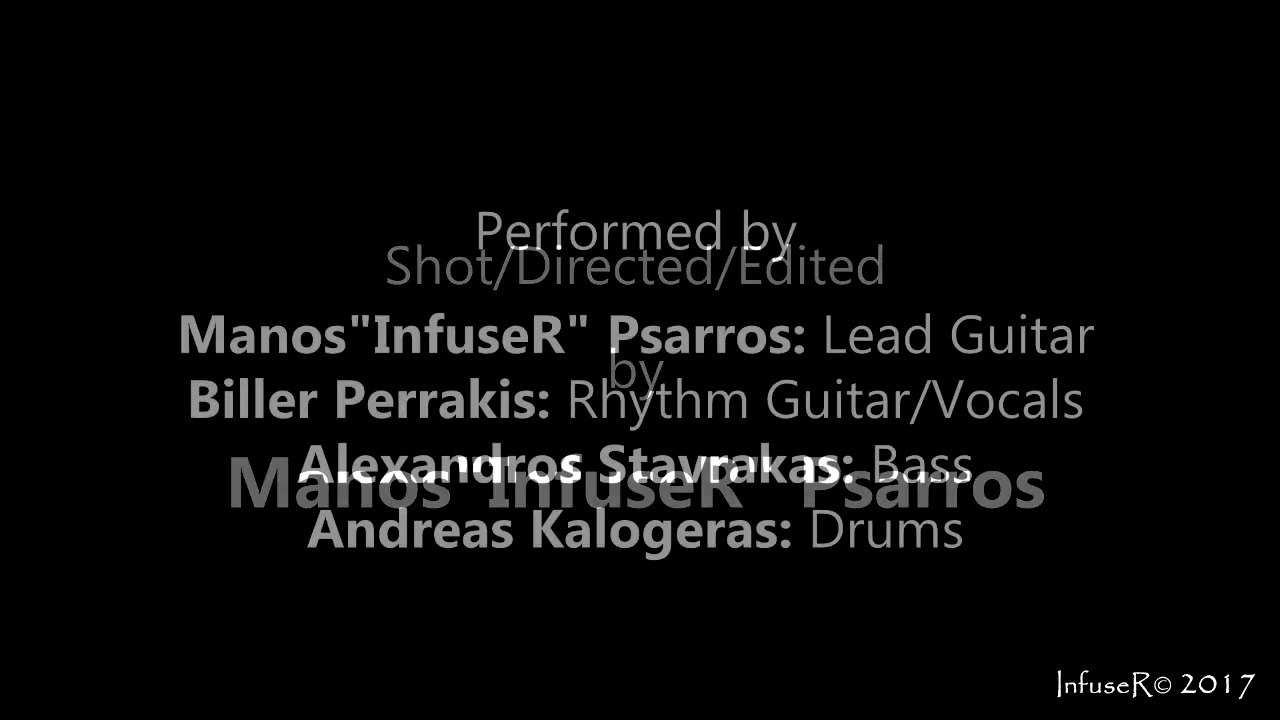 Performed by
Shot/Directed/Edited
Manos"InfuseR" Psarros: Lead Guitar
by
Biller Perrakis: Rhythm Guitar/Vocals
Alexandros Stavrakas: Bass
Manos"InfuseR" Psarros
Andreas Kalogeras: Drums
InfuseR© 2017